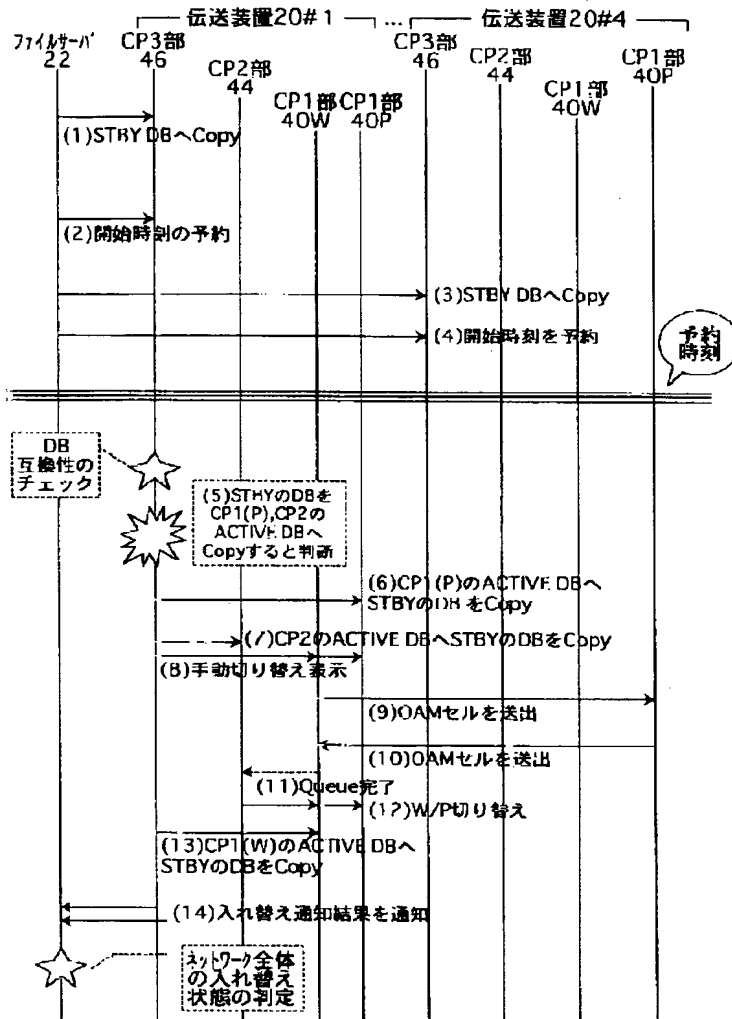 伝送装置20#1 … 伝送装置20#4
ファイルサーバ
22
CP3部
46
CP2部
44
CP1部
40W
CP1部
40P
CP3部
46
CP2部
44
CP1部
40W
CP1部
40P
(1)STBY DBへCopy
(2)開始時刻の予約
(3)STBY DBへCopy
(4)開始時刻を予約
予約
時刻
DB
互換性の
チェック
(5)STBYのDBを
CP1(P),CP2の
ACTIVE DBへ
Copyすると判断
(6)CP1(P)のACTIVE DBへ
STBYのDBをCopy
(7)CP2のACTIVE DBへSTBYのDBをCopy
(8)手動切り替え表示
(9)OAMセルを送出
(10)OAMセルを送出
(11)Queue完了
(12)W/P切り替え
(13)CP1(W)のACTIVE DBへ
STBYのDBをCopy
(14)入れ替え通知結果を通知
ネットワーク全体
の入れ替え
状態の判定